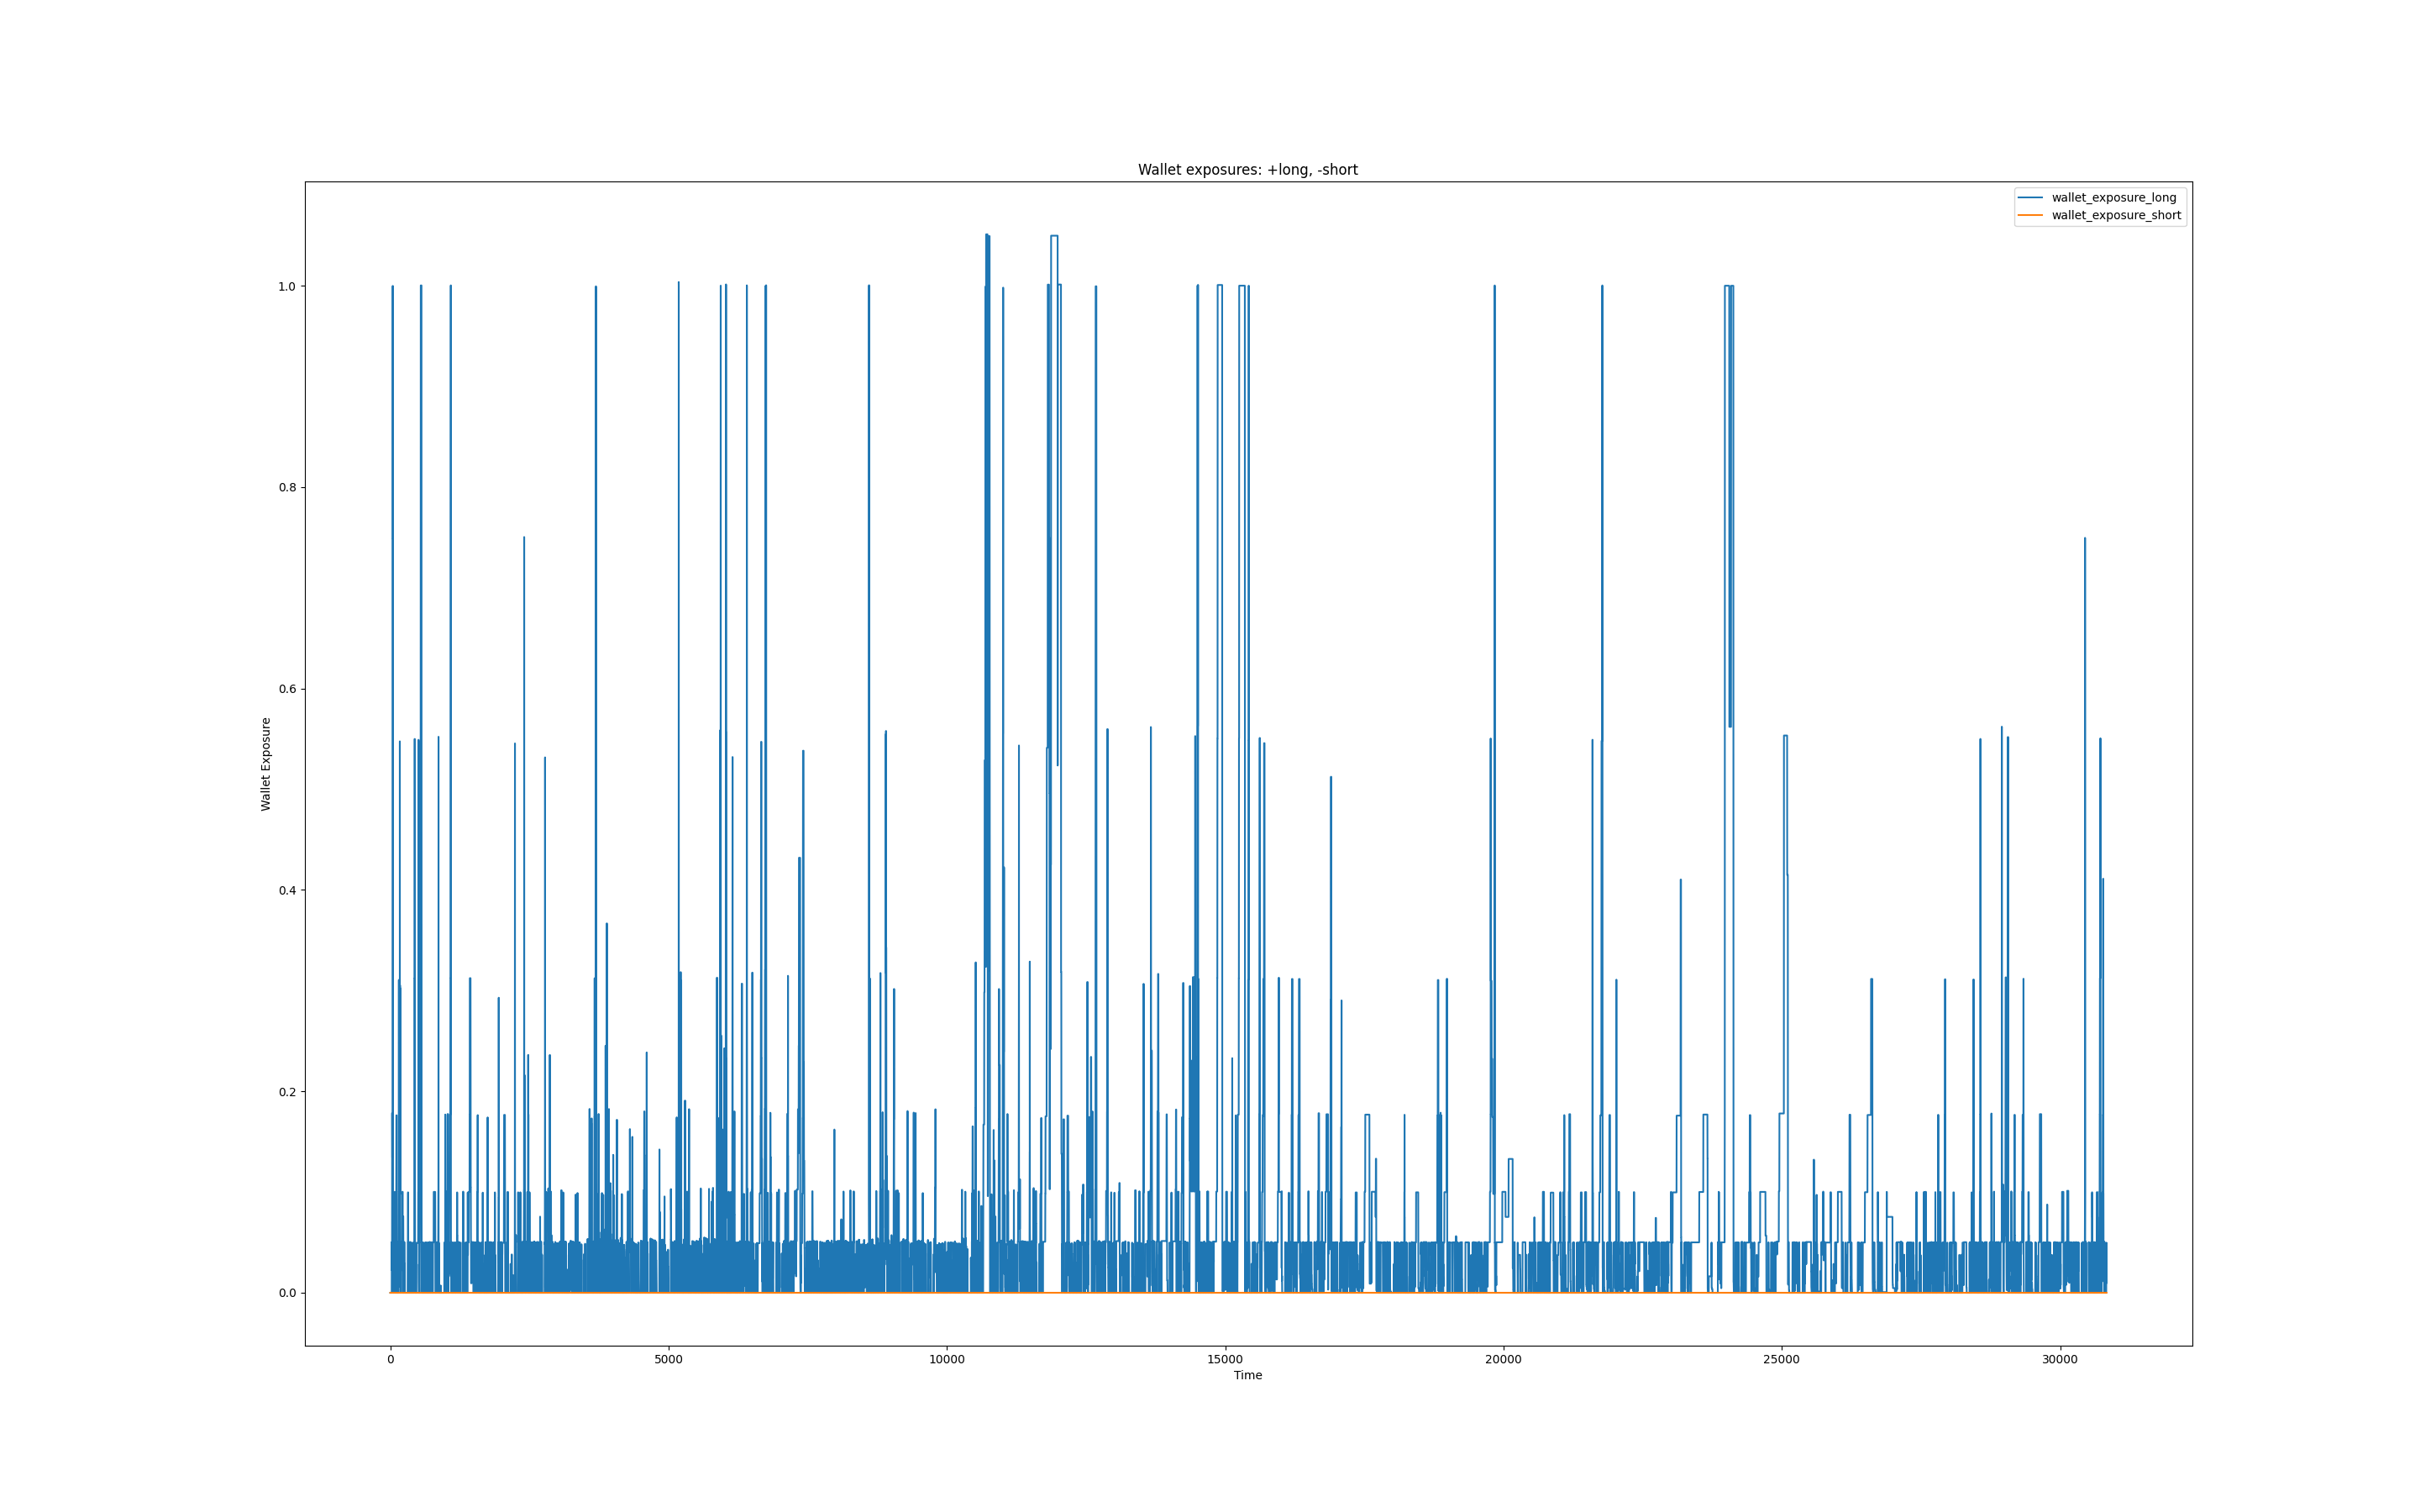 Wallet exposures: +long, -short
wallet_exposure_long
wallet_exposure_short
1.0
0.8
0.6
0.4
0.2
0.0
Wallet Exposure
0 5000 10000 15000 20000 25000 30000
Time